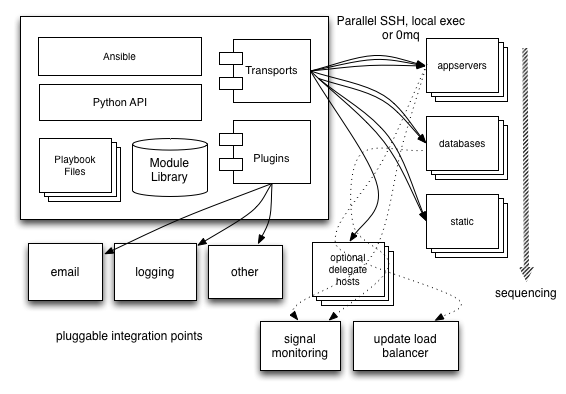 Parallel SSH, local exec
or 0mq
Ansible
Transports
appservers
Python API
Playbook
Files
Module
Library
Plugins
databases
static
email
logging
other
optional
delegate
hosts
sequencing
pluggable integration points
signal
monitoring
update load
balancer